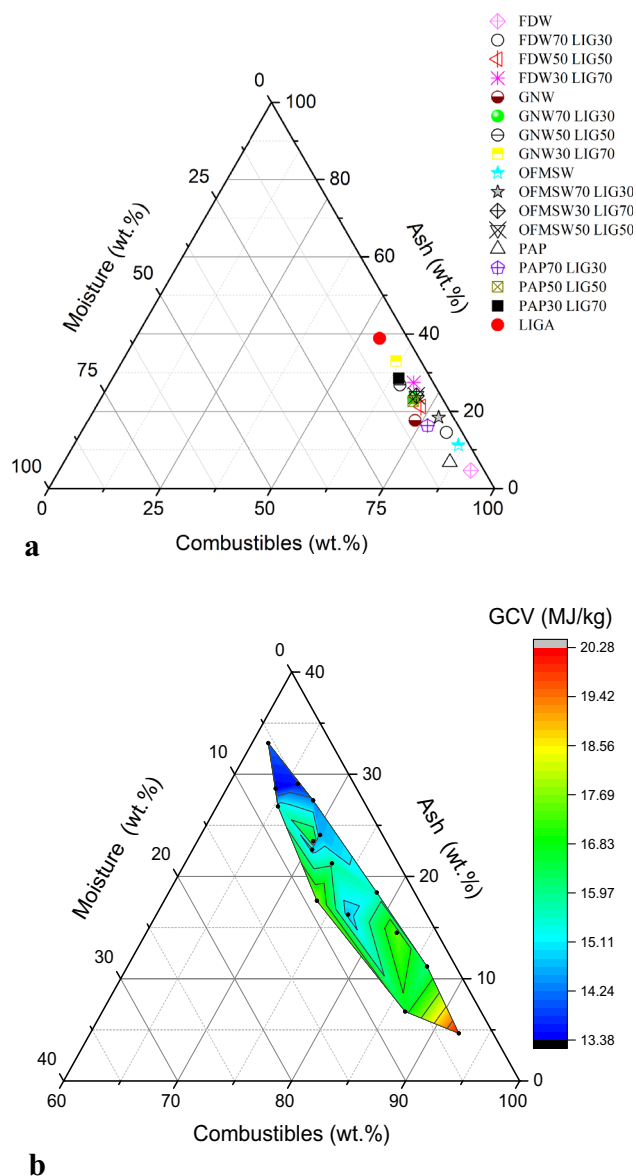 FDW
FDW70 LIG30
FDW50 LIG50
FDW30 LIG70
GNW
GNW70 LIG30
GNW50 LIG50
GNW30 LIG70
OFMSW
OFMSW70 LIG30
OFMSW30 LIG70
OFMSW50 LIG50
PAP
PAP70 LIG30
PAP50 LIG50
PAP30 LIG70
LIGA
0
100
25
80
50
60
75
40
100
20
0
Moisture (wt.%)
Ash (wt.%)
0
25
50
75
100
Combustibles (wt.%)
a
GCV (MJ/kg)
20.28
19.42
18.56
17.69
16.83
15.97
15.11
14.24
13.38
0
40
10
30
20
20
30
10
40
0
Moisture (wt.%)
Ash (wt.%)
60
70
80
90
100
Combustibles (wt.%)
b